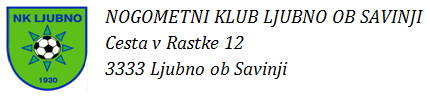 NK LJUBNO
1930
NOGOMETNI KLUB LJUBNO OB SAVINJI
Cesta v Rastke 12
3333 Ljubno ob Savinji